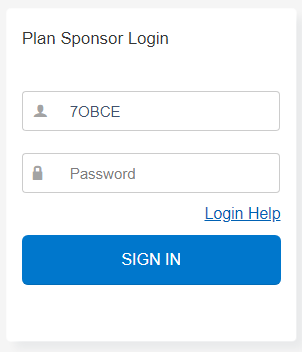 Plan Sponsor Login
7OBCE
Password
Login Help
SIGN IN